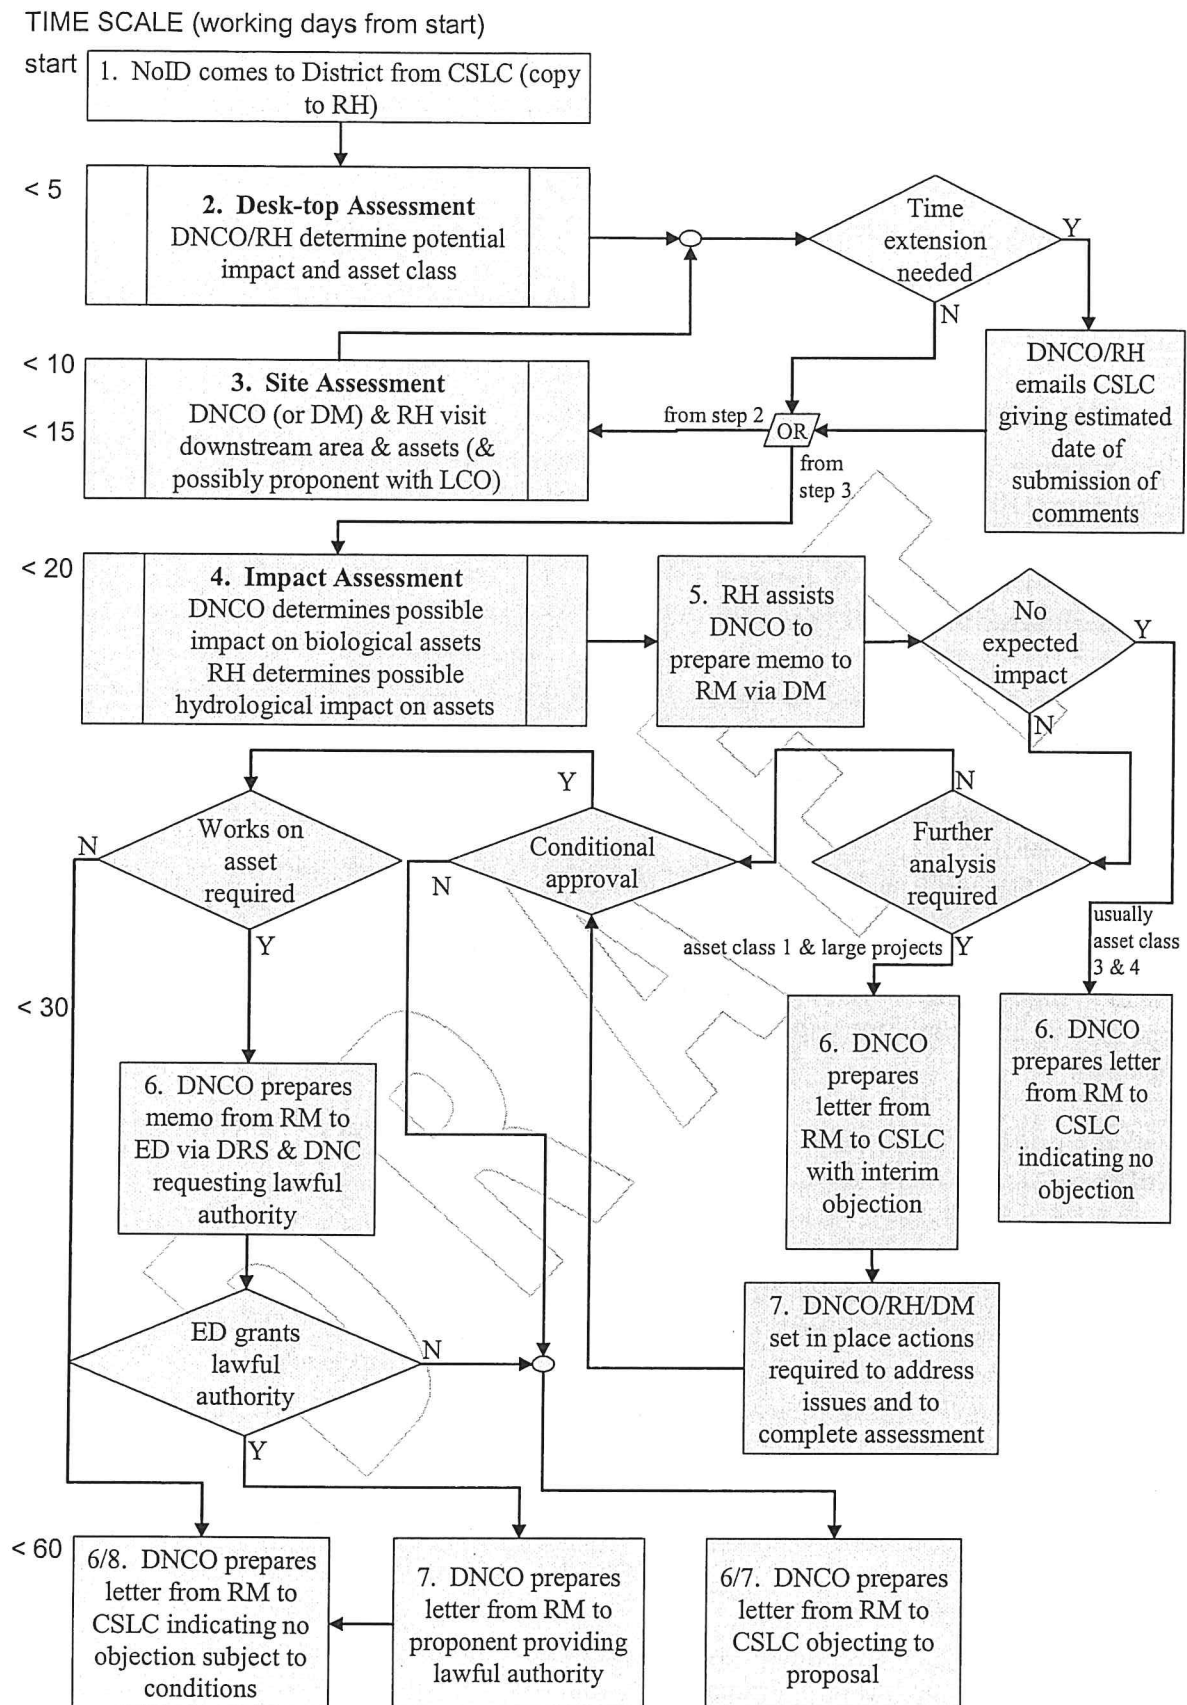 TIME SCALE (working days from start)
start
1. NoID comes to District from CSLC (copy
to RH)
< 5
2. Desk-top Assessment
DNCO/RH determine potential
impact and asset class
Time
extension
needed
Y
N
< 10
< 15
3. Site Assessment
DNCO (or DM) & RH visit
downstream area & assets (&
possibly proponent with LCO)
from step 2
OR
from
step 3
DNCO/RH
emails CSLC
giving estimated
date of
submission of
comments
< 20
4. Impact Assessment
DNCO determines possible
impact on biological assets
RH determines possible
hydrological impact on assets
5. RH assists
DNCO to
prepare memo to
RM via DM
No
expected
impact
Y
N
Works on
asset
required
N
Y
Conditional
approval
Y
N
Further
analysis
required
N
Y
asset class 1 & large projects
usually
asset class
3 & 4
< 30
6. DNCO prepares
memo from RM to
ED via DRS & DNC
requesting lawful
authority
6. DNCO
prepares
letter from
RM to CSLC
with interim
objection
6. DNCO
prepares letter
from RM to
CSLC
indicating no
objection
ED grants
lawful
authority
N
Y
7. DNCO/RH/DM
set in place actions
required to address
issues and to
complete assessment
< 60
6/8. DNCO prepares
letter from RM to
CSLC indicating no
objection subject to
conditions
7. DNCO prepares
letter from RM to
proponent providing
lawful authority
6/7. DNCO prepares
letter from RM to
CSLC objecting to
proposal
DRAFT